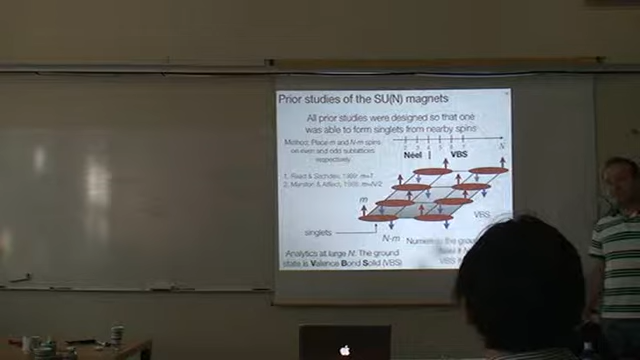 Prior studies of the SU(N) magnets
All prior studies were designed so that one
was able to form singlets from nearby spins
Method: Place m and N-m spins
on even and odd sublattices
respectively.
N
Néel VBS
1. Read & Sachdev, 1989: m=1
2. Marston & Affleck, 1989: m=N/2
m
VBS
singlets
N-m
Analytics at large N: The ground
state is Valence Bond Solid (VBS)